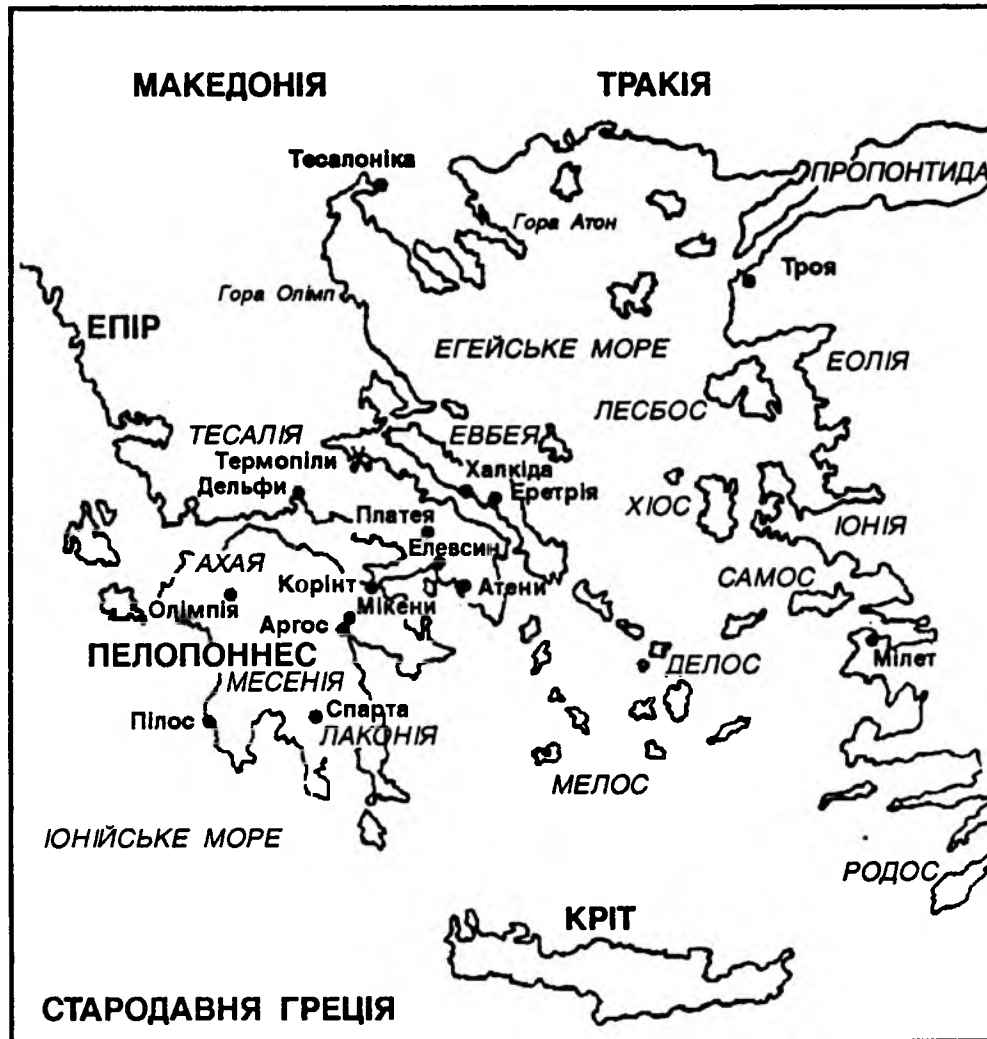 МАКЕДОНІЯ
ТРАКІЯ
Тесалоніка
ПРОПОНТИДА
Гора Атон
Троя
Гора Олімп
ЕПІР
ЕГЕЙСЬКЕ МОРЕ
ЕОЛІЯ
ЛЕСБОС
ТЕСАЛІЯ
ЕВБЕЯ
Термопіли
Халкіда
Дельфи
Еретрія
ХІОС
Платея
ІОНІЯ
Елевсин
АХАЯ
САМОС
Корінт
Атени
Олімпія
Мікени
Аргос
ПЕЛОПОННЕС
ДЕЛОС
Мілет
МЕСЕНІЯ
Пілос
Спарта
ЛАКОНІЯ
МЕЛОС
ІОНІЙСЬКЕ МОРЕ
РОДОС
КРІТ
СТАРОДАВНЯ ГРЕЦІЯ